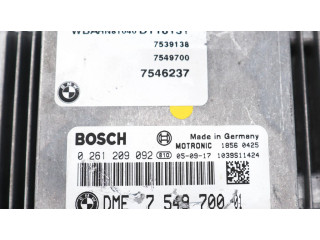 7539138
7549700
7546237
BOSCH Made in Germany
MOTRONIC 1856 0425
0 261 209 092 810 05-09-17 1039S11424
DME 7 549 700 01